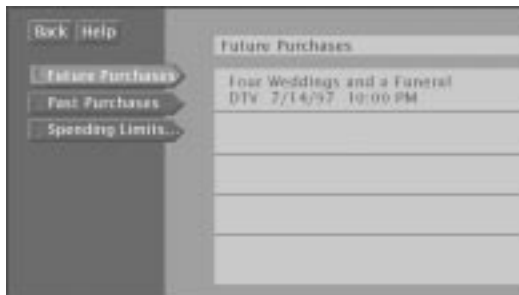 Back Help
Future Purchases
Future Purchases
Past Purchases
Spending Limits...
Four Weddings and a Funeral
DTV 7/14/97 10:00 PM